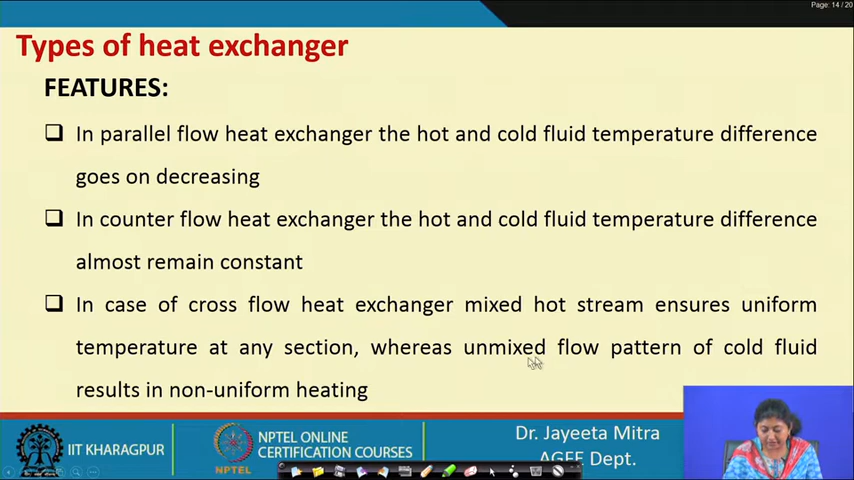 Page: 14 / 20
Types of heat exchanger
FEATURES:
In parallel flow heat exchanger the hot and cold fluid temperature difference
goes on decreasing
In counter flow heat exchanger the hot and cold fluid temperature difference
almost remain constant
In case of cross flow heat exchanger mixed hot stream ensures uniform
temperature at any section, whereas unmixed flow pattern of cold fluid
results in non-uniform heating
IIT KHARAGPUR
NPTEL
NPTEL ONLINE
CERTIFICATION COURSES
Dr. Jayeeta Mitra
AGFE Dept.